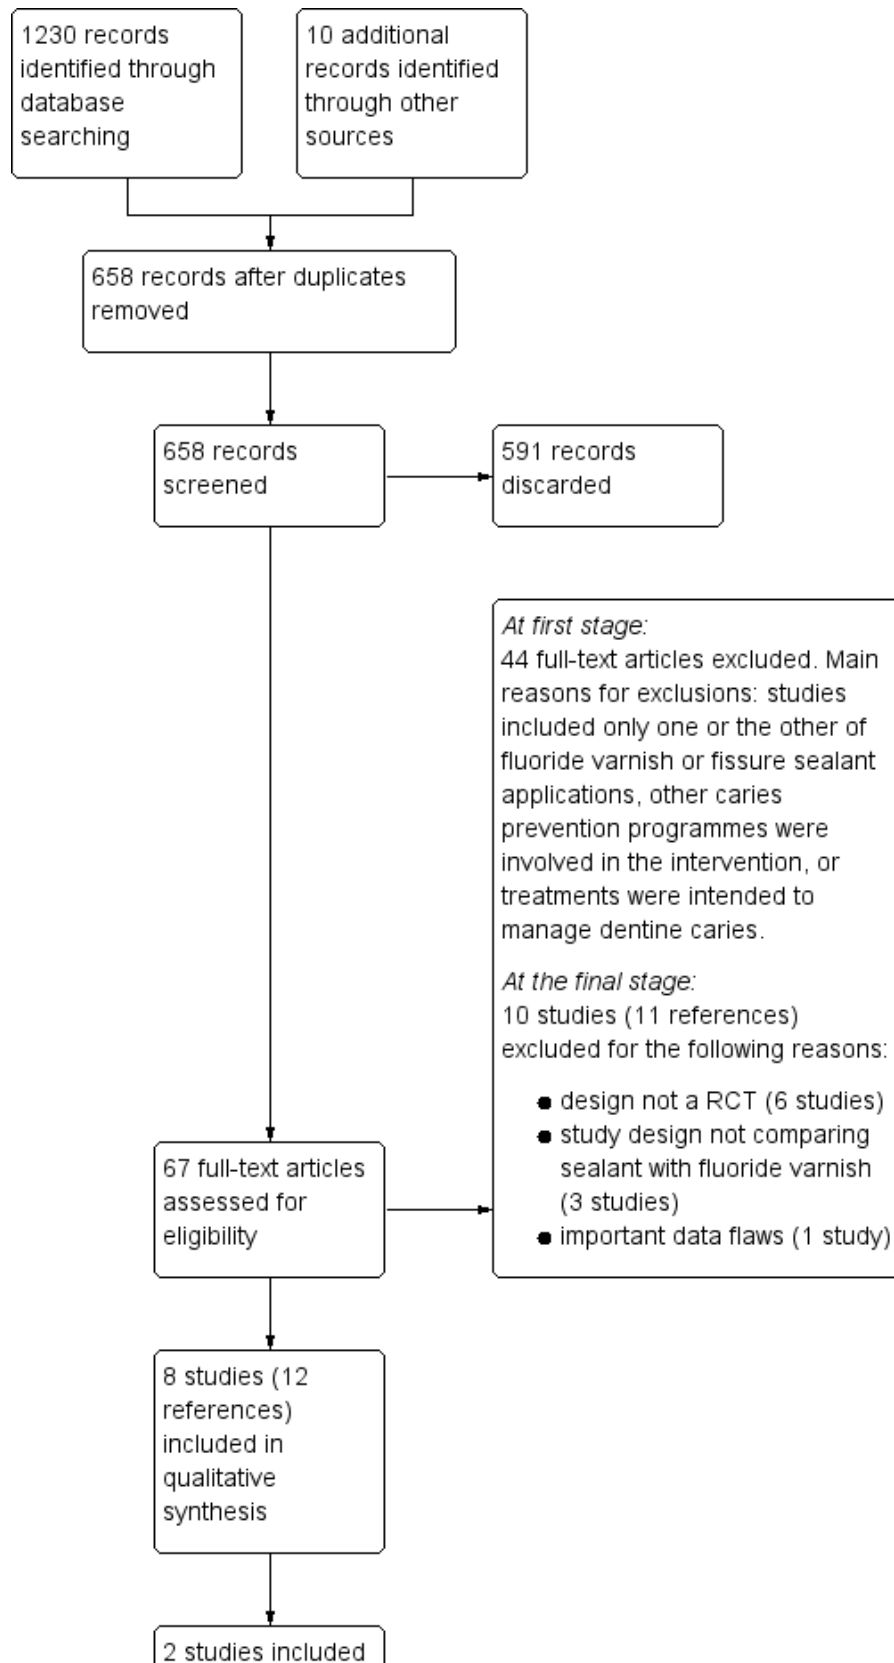 1230 records
identified through
database
searching
10 additional
records identified
through other
sources
658 records after duplicates
removed
658 records
screened
591 records
discarded
At first stage:
44 full-text articles excluded. Main
reasons for exclusions: studies
included only one or the other of
fluoride varnish or fissure sealant
applications, other caries
prevention programmes were
involved in the intervention, or
treatments were intended to
manage dentine caries.
At the final stage:
10 studies (11 references)
excluded for the following reasons:
● design not a RCT (6 studies)
● study design not comparing
sealant with fluoride varnish
(3 studies)
● important data flaws (1 study)
67 full-text articles
assessed for
eligibility
8 studies (12
references)
included in
qualitative
synthesis
2 studies included